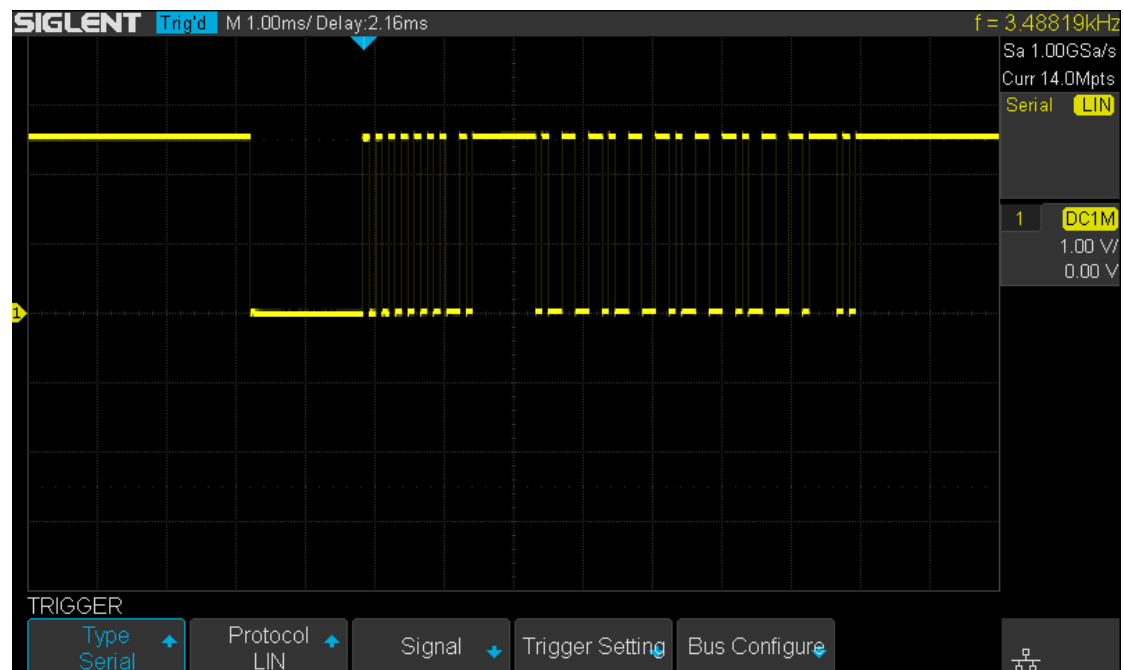 SIGLENT Trig'd M 1.00ms/ Delay:2.16ms f = 3.48819kHz
Sa 1.00GSa/s
Curr 14.0Mpts
Serial LIN
1 DC1M
1.00 V/
0.00 V
1
TRIGGER
Type Protocol Signal Trigger Setting Bus Configure
Serial LIN